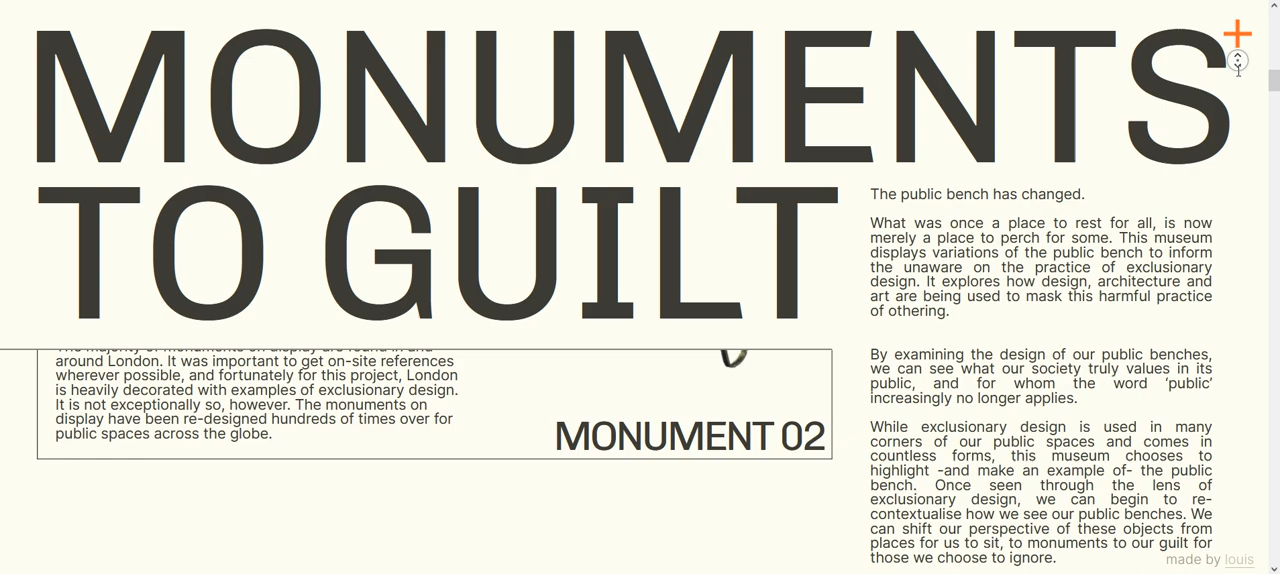 MONUMENTS
TO GUILT
The public bench has changed.
What was once a place to rest for all, is now
merely a place to perch for some. This museum
displays variations of the public bench to inform
the unaware on the practice of exclusionary
design. It explores how design, architecture and
art are being used to mask this harmful practice
of othering.
By examining the design of our public benches,
we can see what our society truly values in its
public, and for whom the word ‘public’
increasingly no longer applies.
While exclusionary design is used in many
corners of our public spaces and comes in
countless forms, this museum chooses to
highlight -and make an example of- the public
bench. Once seen through the lens of
exclusionary design, we can begin to re-
contextualise how we see our public benches. We
can shift our perspective of these objects from
places for us to sit, to monuments to our guilt for
those we choose to ignore.
The majority of monuments on display are found in and
around London. It was important to get on-site references
wherever possible, and fortunately for this project, London
is heavily decorated with examples of exclusionary design.
It is not exceptionally so, however. The monuments on
display have been re-designed hundreds of times over for
public spaces across the globe.
MONUMENT 02
made by louis